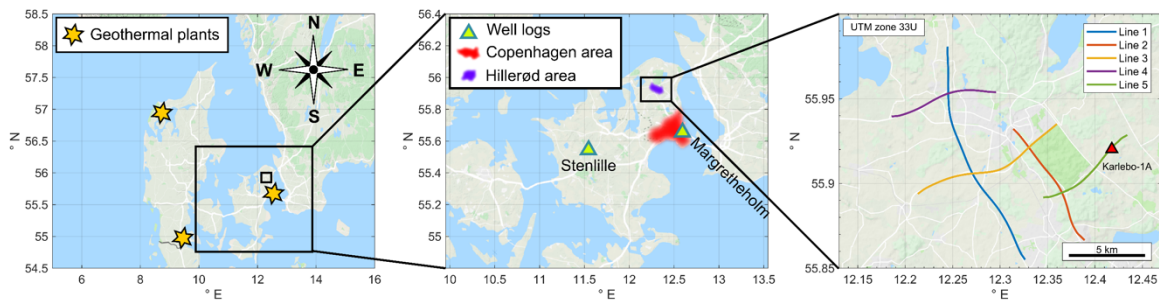 58.5
58
57.5
57
56.5
56
55.5
55
54.5
8
10
12
14
16
° N
° E
Geothermal plants
N
W
E
S
56.4
56.2
56
55.8
55.6
55.4
55.2
55
10
10.5
11
11.5
12
12.5
13
13.5
° N
° E
Well logs
Copenhagen area
Hillerød area
Stenlille
Margretheholm
55.95
55.9
55.85
12.15
12.2
12.25
12.3
12.35
12.4
12.45
° N
° E
UTM zone 33U
Line 1
Line 2
Line 3
Line 4
Line 5
Karlebo-1A
5 km